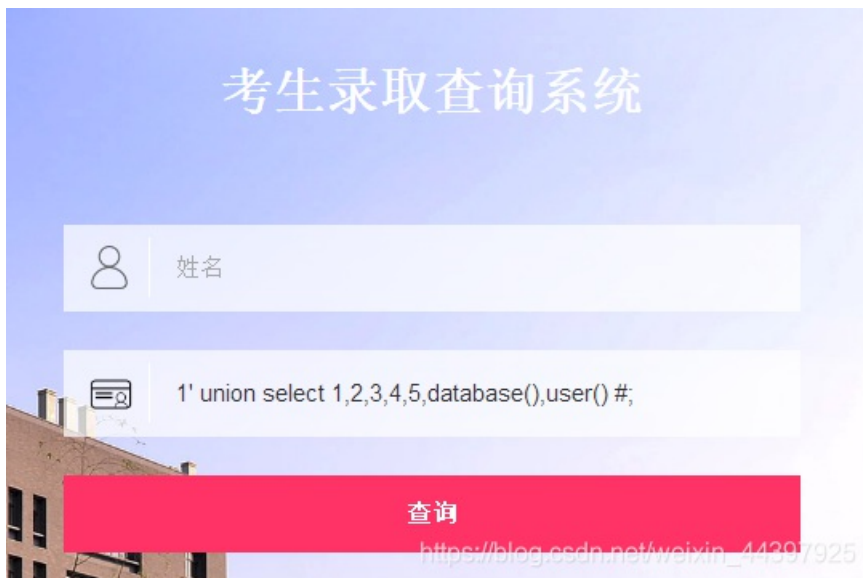 考生录取查询系统
姓名
1' union select 1,2,3,4,5,database(),user() #;
查询
https://blog.csdn.net/weixin_44397925